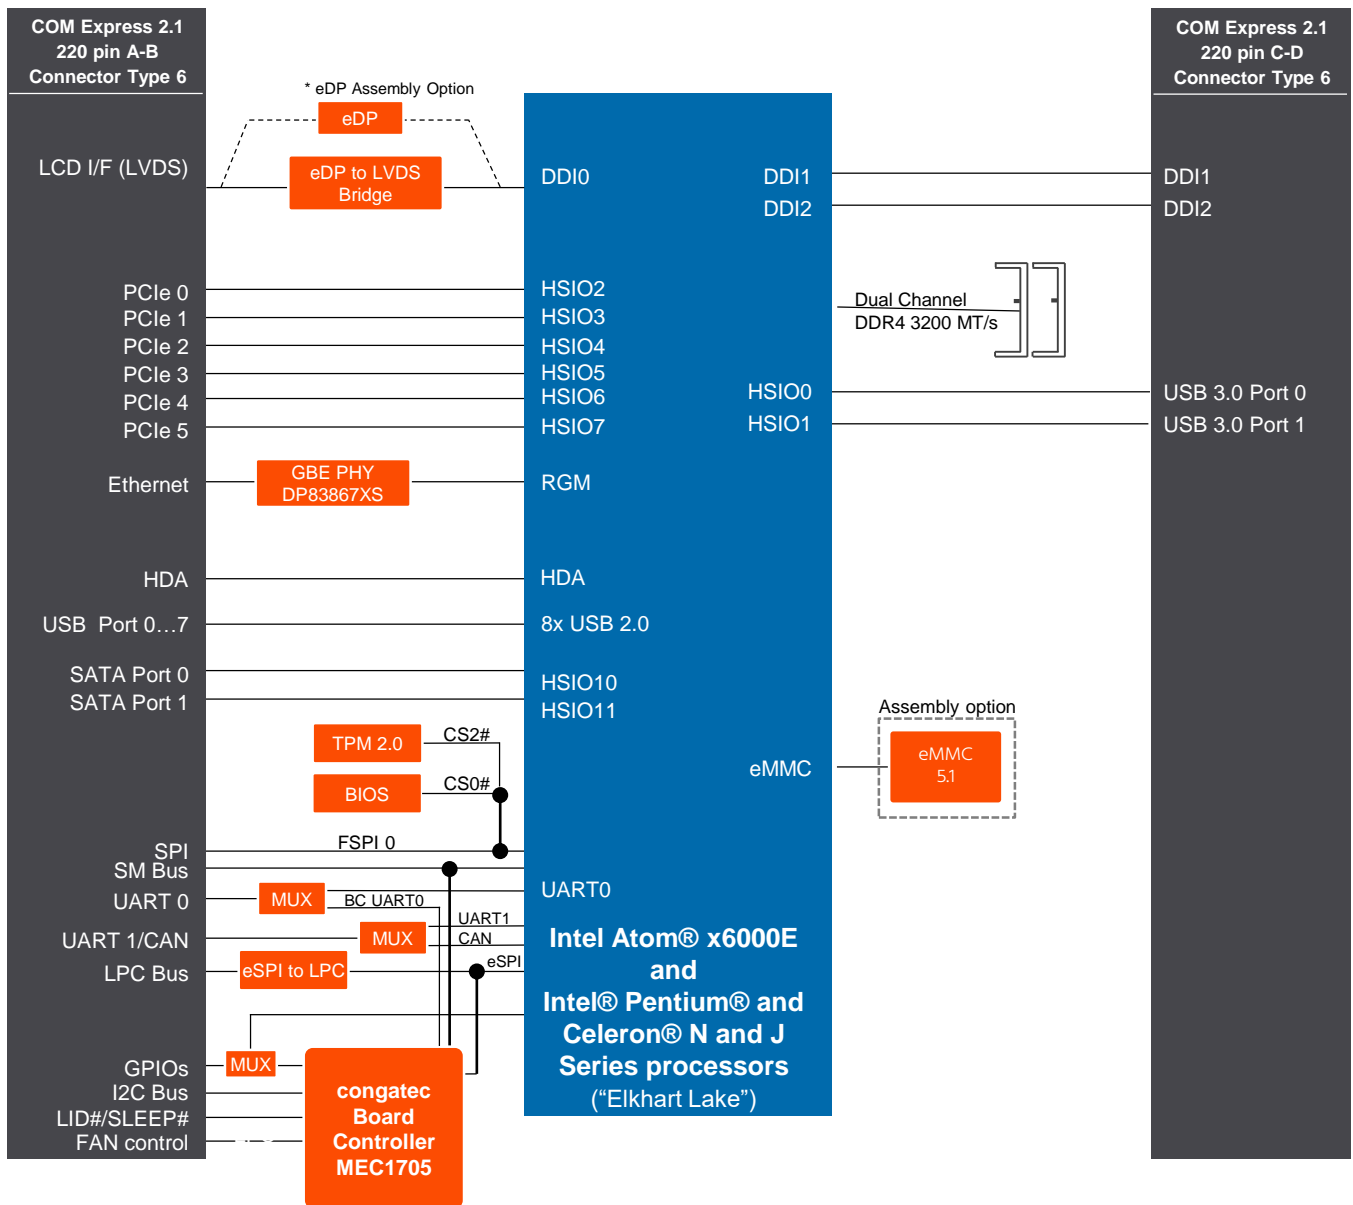 COM Express 2.1
220 pin A-B
Connector Type 6
COM Express 2.1
220 pin C-D
Connector Type 6
* eDP Assembly Option
eDP
LCD I/F (LVDS)
eDP to LVDS
Bridge
DDI0
DDI1
DDI1
DDI2
DDI2
PCIe 0
PCIe 1
PCIe 2
PCIe 3
PCIe 4
PCIe 5
HSIO2
HSIO3
HSIO4
HSIO5
HSIO6
HSIO7
Dual Channel
DDR4 3200 MT/s
HSIO0
HSIO1
USB 3.0 Port 0
USB 3.0 Port 1
Ethernet
GBE PHY
DP83867XS
RGM
HDA
HDA
USB Port 0…7
8x USB 2.0
SATA Port 0
SATA Port 1
HSIO10
HSIO11
TPM 2.0
CS2#
BIOS
CS0#
Assembly option
eMMC
eMMC
5.1
SPI
FSPI 0
SM Bus
UART 0
MUX
BC UART0
UART0
UART 1/CAN
MUX
UART1
CAN
LPC Bus
eSPI to LPC
eSPI
Intel Atom® x6000E
and
Intel® Pentium® and
Celeron® N and J
Series processors
(“Elkhart Lake”)
GPIOs
MUX
I2C Bus
LID#/SLEEP#
FAN control
congatec
Board
Controller
MEC1705